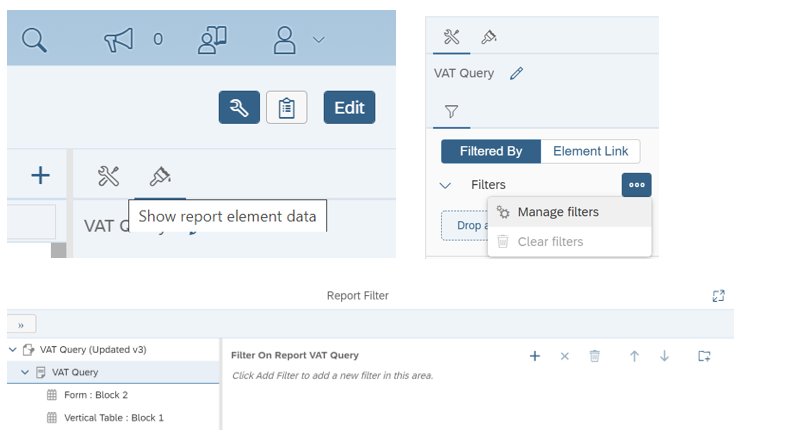 0
Edit
+
VAT Q
Show report element data
VAT Query
Filtered By
Element Link
Filters
Manage filters
Drop a
Clear filters
Report Filter
»
VAT Query (Updated v3)
VAT Query
Form : Block 2
Vertical Table : Block 1
Filter On Report VAT Query
Click Add Filter to add a new filter in this area.